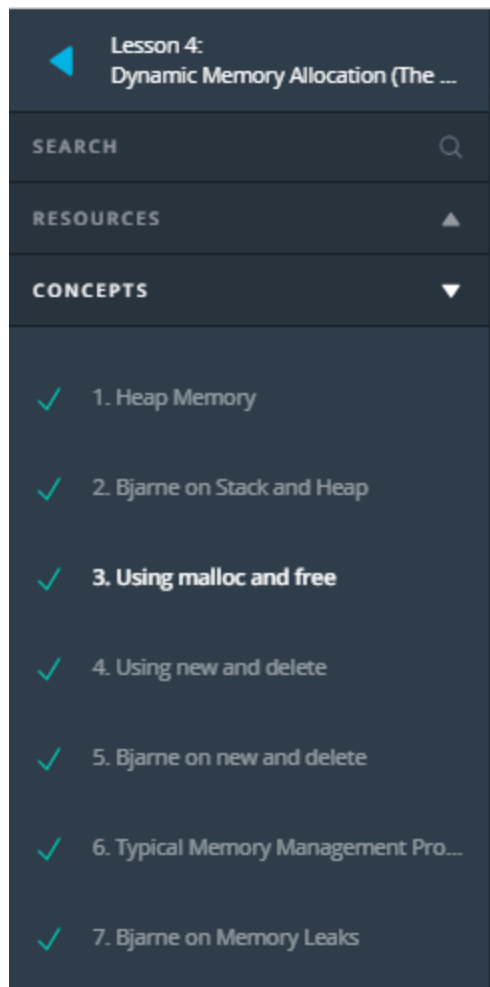 Lesson 4:
Dynamic Memory Allocation (The ...
SEARCH
RESOURCES
CONCEPTS
1. Heap Memory
2. Bjarne on Stack and Heap
3. Using malloc and free
4. Using new and delete
5. Bjarne on new and delete
6. Typical Memory Management Pro...
7. Bjarne on Memory Leaks